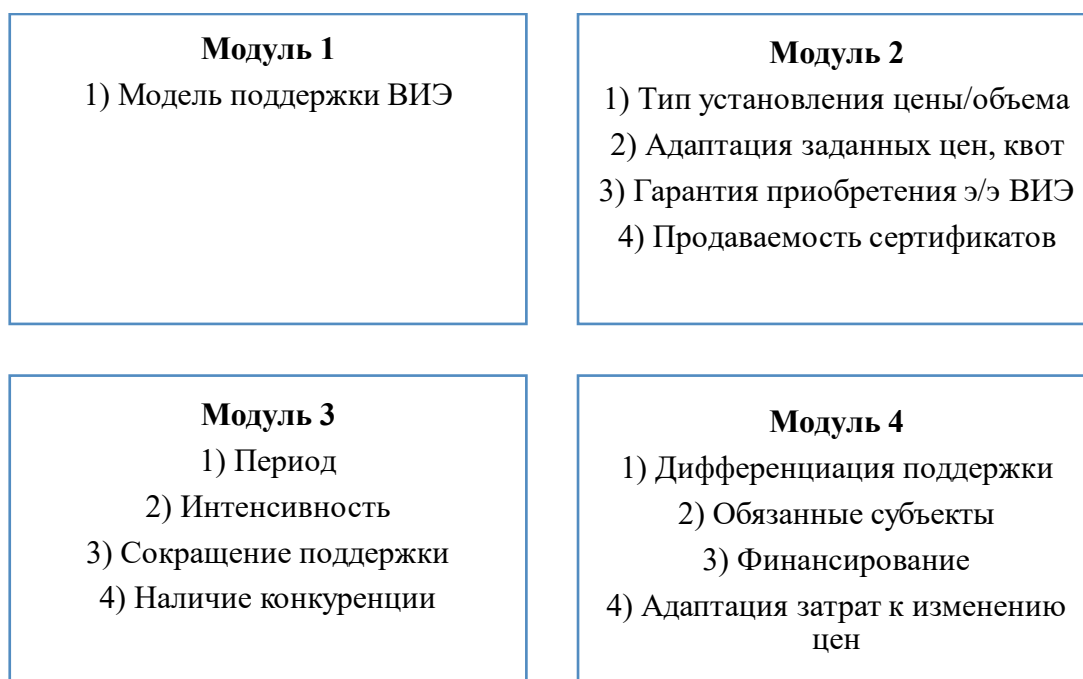 Модуль 1
1) Модель поддержки ВИЭ
Модуль 2
1) Тип установления цены/объема
2) Адаптация заданных цен, квот
3) Гарантия приобретения э/э ВИЭ
4) Продаваемость сертификатов
Модуль 3
1) Период
2) Интенсивность
3) Сокращение поддержки
4) Наличие конкуренции
Модуль 4
1) Дифференциация поддержки
2) Обязанные субъекты
3) Финансирование
4) Адаптация затрат к изменению
цен